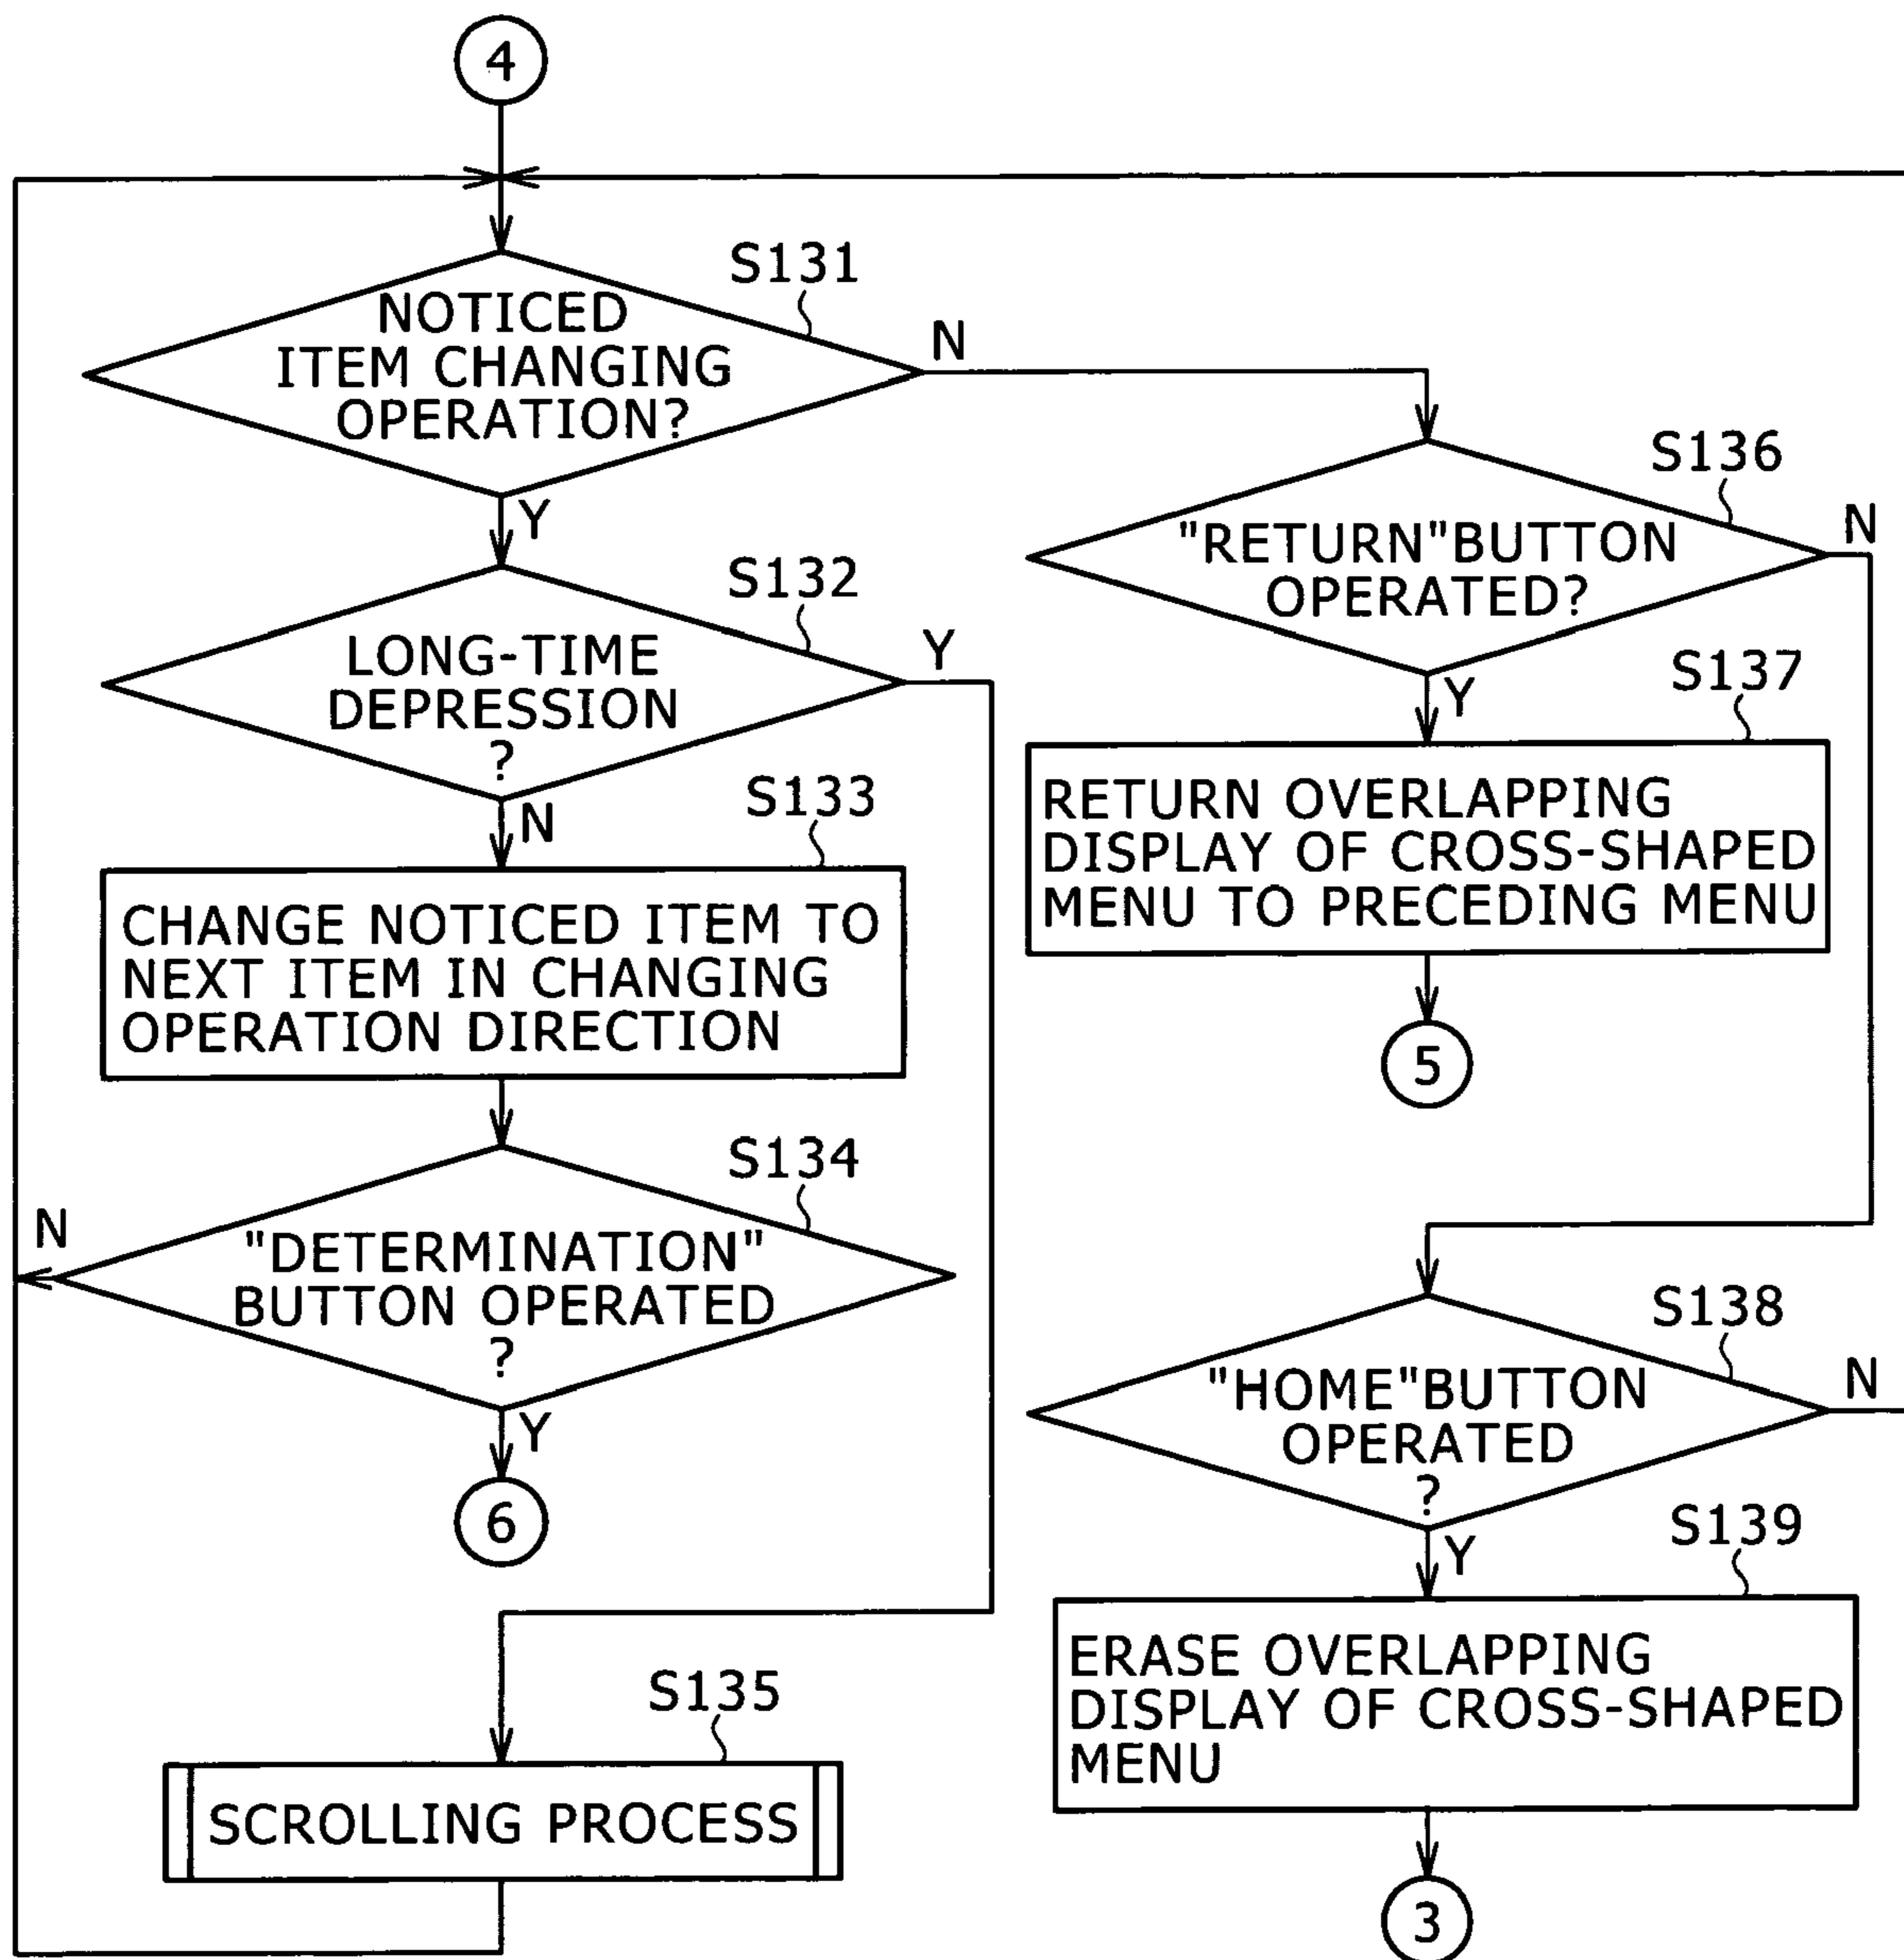 4
S131
NOTICED
ITEM CHANGING
OPERATION?
N
Y
S132
LONG-TIME
DEPRESSION
?
Y
N
S133
CHANGE NOTICED ITEM TO
NEXT ITEM IN CHANGING
OPERATION DIRECTION
S134
N
"DETERMINATION"
BUTTON OPERATED
?
Y
6
S135
SCROLLING PROCESS
S136
"RETURN"BUTTON
OPERATED?
N
Y
S137
RETURN OVERLAPPING
DISPLAY OF CROSS-SHAPED
MENU TO PRECEDING MENU
5
S138
"HOME"BUTTON
OPERATED
?
N
Y
S139
ERASE OVERLAPPING
DISPLAY OF CROSS-SHAPED
MENU
3